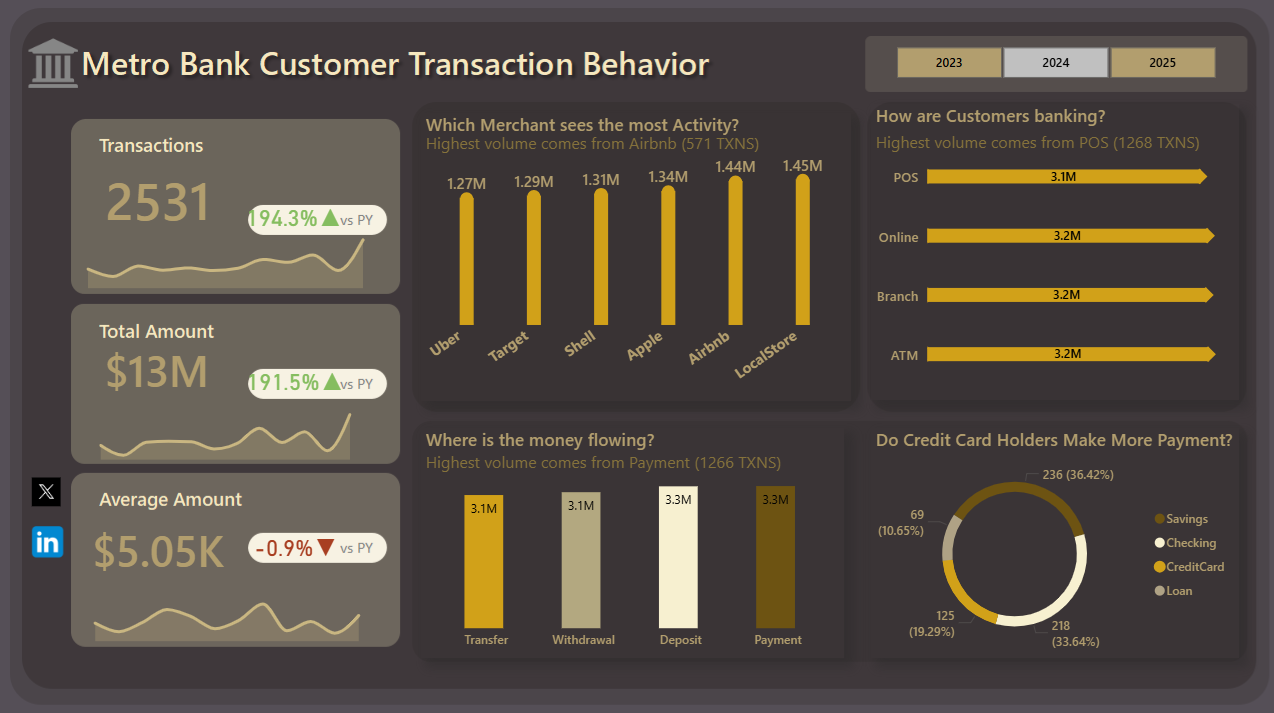 Metro Bank Customer Transaction Behavior
2023
2024
2025
Transactions
2531
194.3% vs PY
Total Amount
$13M
191.5% vs PY
Average Amount
$5.05K
-0.9% vs PY
X
in
Which Merchant sees the most Activity?
Highest volume comes from Airbnb (571 TXNS)
1.27M
1.29M
1.31M
1.34M
1.44M
1.45M
Uber
Target
Shell
Apple
Airbnb
LocalStore
How are Customers banking?
Highest volume comes from POS (1268 TXNS)
POS
3.1M
Online
3.2M
Branch
3.2M
ATM
3.2M
Where is the money flowing?
Highest volume comes from Payment (1266 TXNS)
3.1M
3.1M
3.3M
3.3M
Transfer
Withdrawal
Deposit
Payment
Do Credit Card Holders Make More Payment?
236 (36.42%)
69
(10.65%)
125
(19.29%)
218
(33.64%)
Savings
Checking
CreditCard
Loan